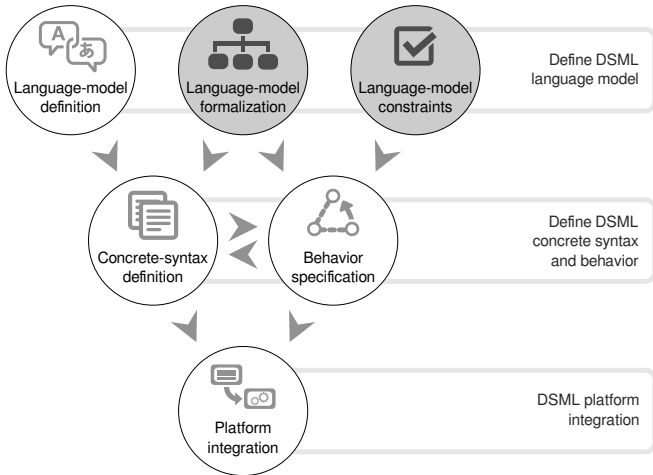 A
あ
Language-model
definition
Language-model
formalization
Language-model
constraints
Define DSML
language model
Concrete-syntax
definition
Behavior
specification
Define DSML
concrete syntax
and behavior
Platform
integration
DSML platform
integration